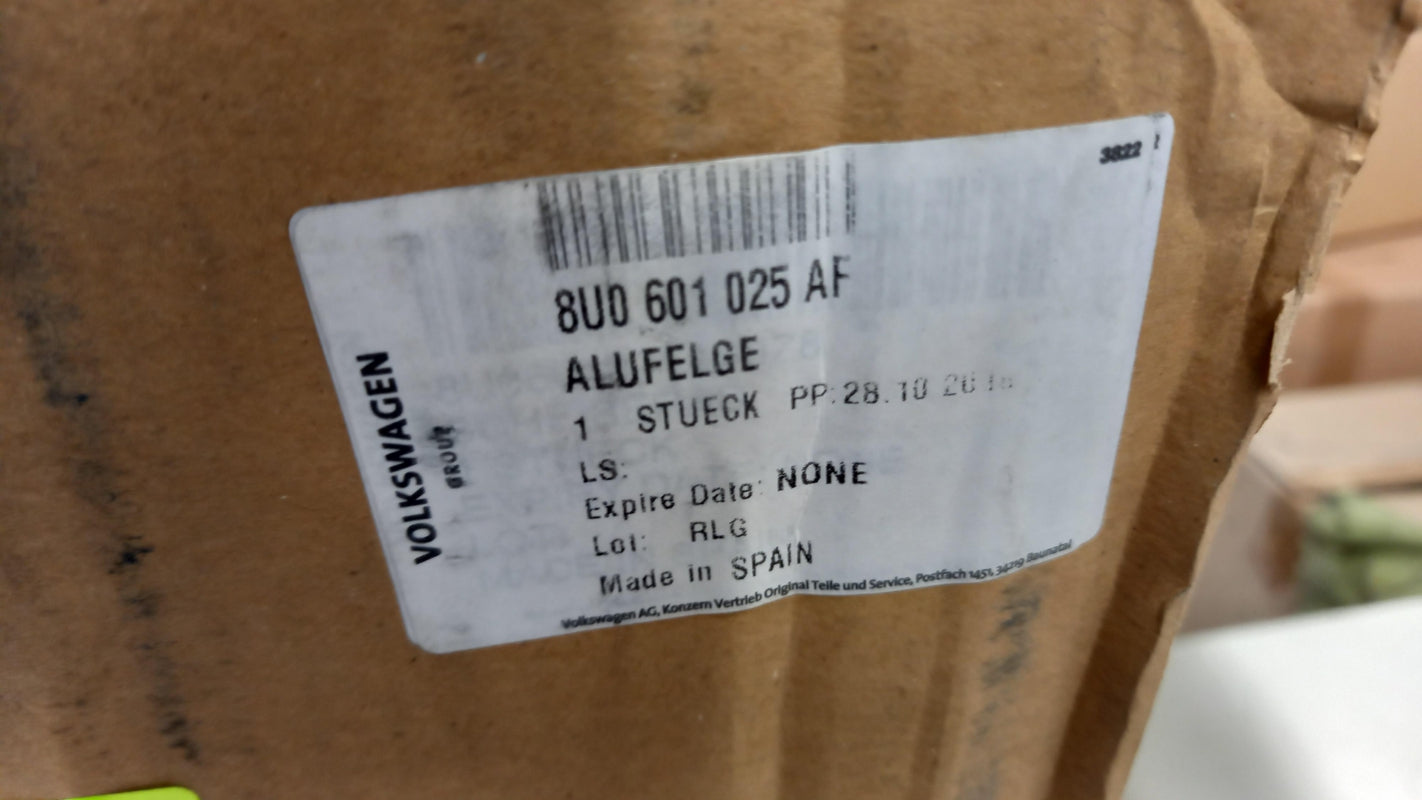 3822
8U0 601 025 AF
ALUFELGE
1 STUECK PP:28.10
LS:
Expire Date: NONE
Lot: RLG
Made in SPAIN
Volkswagen AG, Konzern Vertrieb Original Teile und Service, Postfach 1451, 34219 Baunatal
VOLKSWAGEN
GROUP